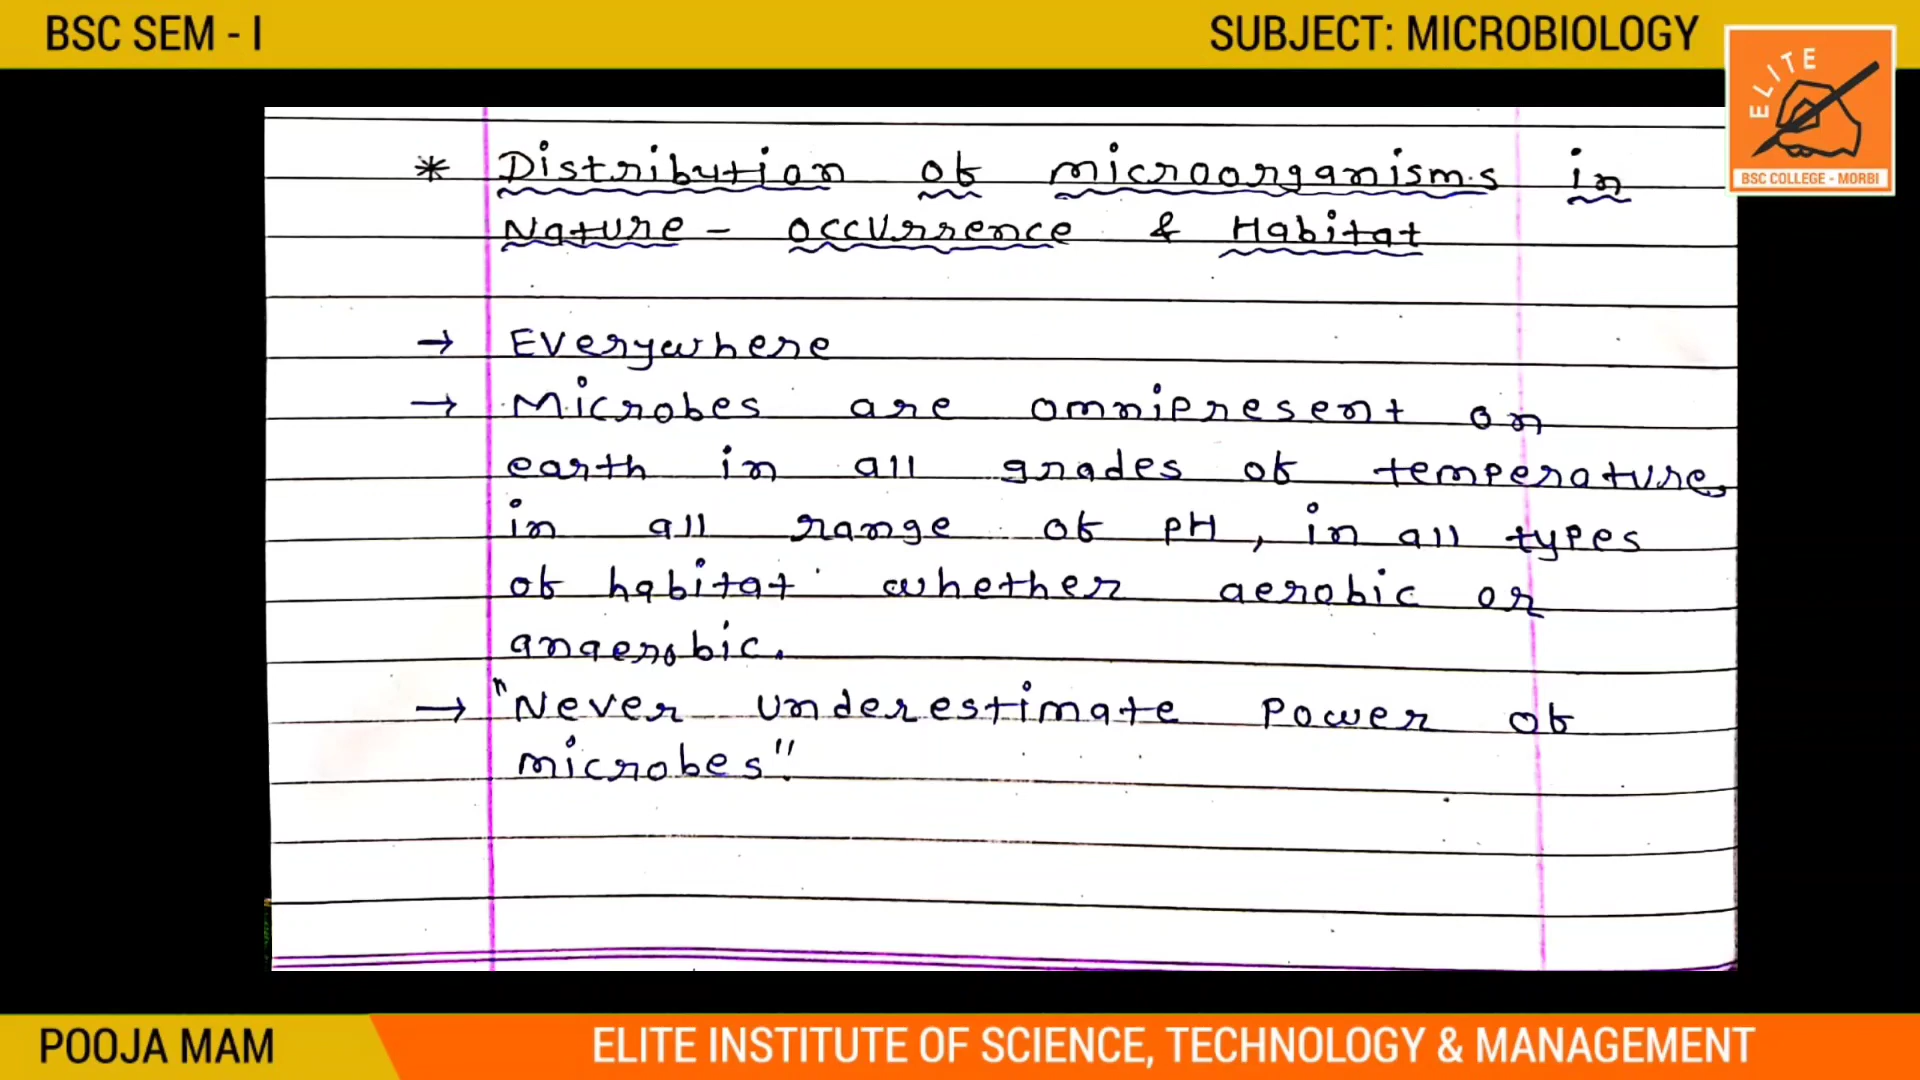 BSC SEM - I
SUBJECT: MICROBIOLOGY
ELITE
BSC COLLEGE - MORBI
* Distribution of microorganisms in
Nature - Occurrence & Habitat
→ Everywhere
→ Microbes are omnipresent on
earth in all grades of temperature,
in all range of pH, in all types
of habitat whether aerobic or
anaerobic.
→ "Never underestimate Power of
microbes".
POOJA MAM
ELITE INSTITUTE OF SCIENCE, TECHNOLOGY & MANAGEMENT